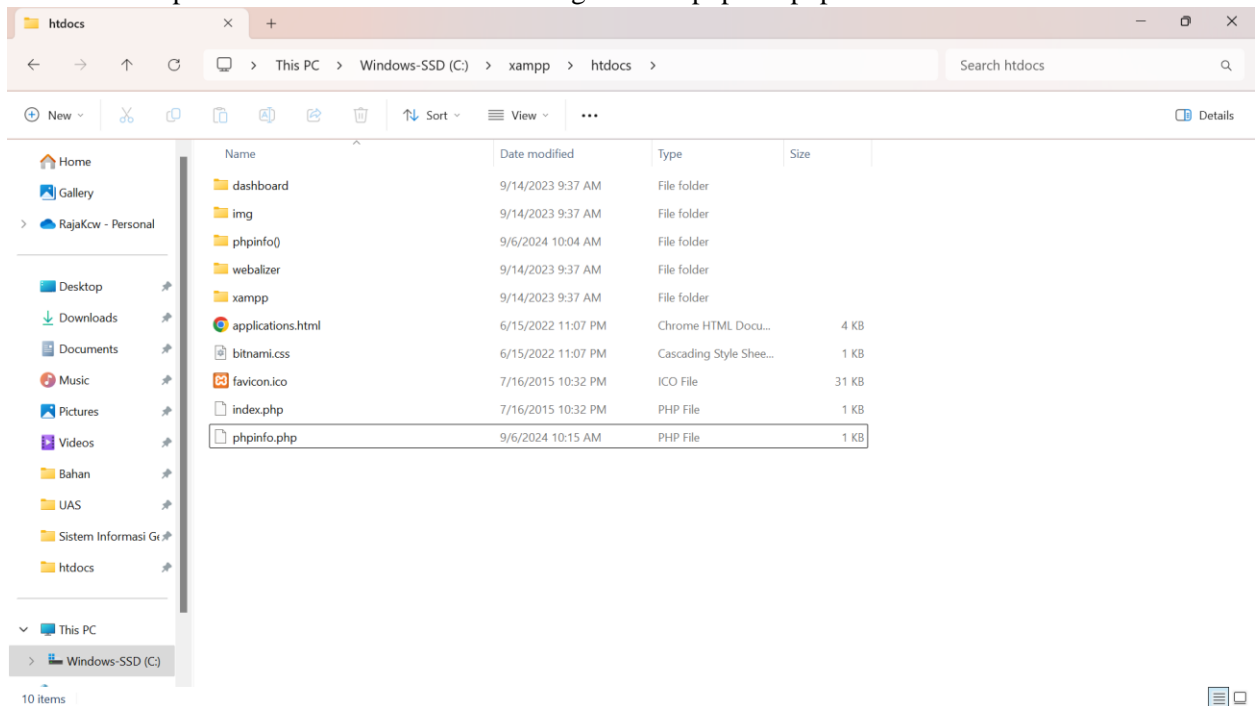 htdocs
This PC > Windows-SSD (C:) > xampp > htdocs >
Search htdocs
New
Sort
View
Details
Name Date modified Type Size
Home
Gallery
RajaKcw - Personal
Desktop
Downloads
Documents
Music
Pictures
Videos
Bahan
UAS
Sistem Informasi Ge
htdocs
This PC
Windows-SSD (C:)
dashboard 9/14/2023 9:37 AM File folder
img 9/14/2023 9:37 AM File folder
phpinfo() 9/6/2024 10:04 AM File folder
webalizer 9/14/2023 9:37 AM File folder
xampp 9/14/2023 9:37 AM File folder
applications.html 6/15/2022 11:07 PM Chrome HTML Docu... 4 KB
bitnami.css 6/15/2022 11:07 PM Cascading Style Shee... 1 KB
favicon.ico 7/16/2015 10:32 PM ICO File 31 KB
index.php 7/16/2015 10:32 PM PHP File 1 KB
phpinfo.php 9/6/2024 10:15 AM PHP File 1 KB
10 items